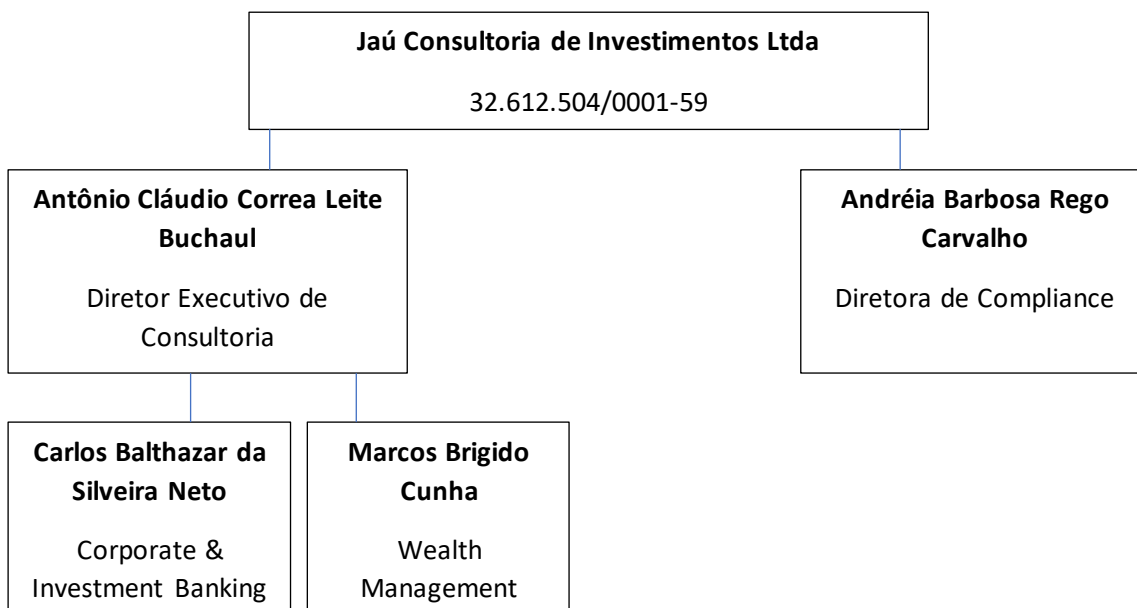 Jaú Consultoria de Investimentos Ltda
32.612.504/0001-59
Antônio Cláudio Correa Leite
Buchaul
Diretor Executivo de
Consultoria
Andréia Barbosa Rego
Carvalho
Diretora de Compliance
Carlos Balthazar da
Silveira Neto
Corporate &
Investment Banking
Marcos Brigido
Cunha
Wealth
Management